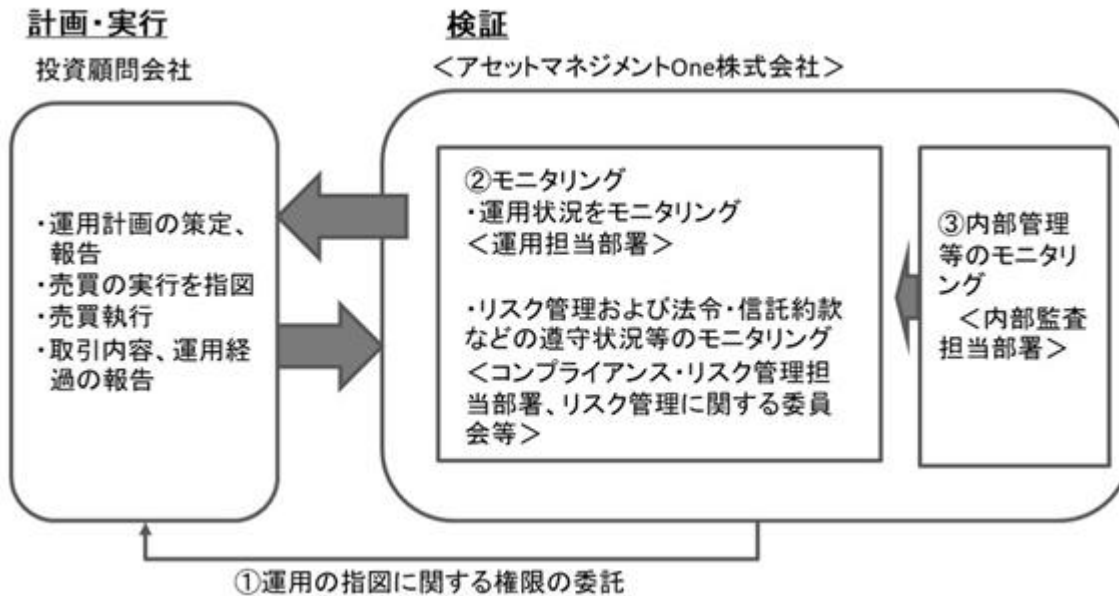 計画・実行
投資顧問会社
・運用計画の策定、
報告
・売買の実行を指図
・売買執行
・取引内容、運用経
過の報告
検証
＜アセットマネジメントOne株式会社＞
②モニタリング
・運用状況をモニタリング
＜運用担当部署＞
・リスク管理および法令・信託約款
などの遵守状況等のモニタリング
＜コンプライアンス・リスク管理担
当部署、リスク管理に関する委員
会等＞
③内部管理
等のモニタリ
ング
＜内部監査
担当部署＞
①運用の指図に関する権限の委託